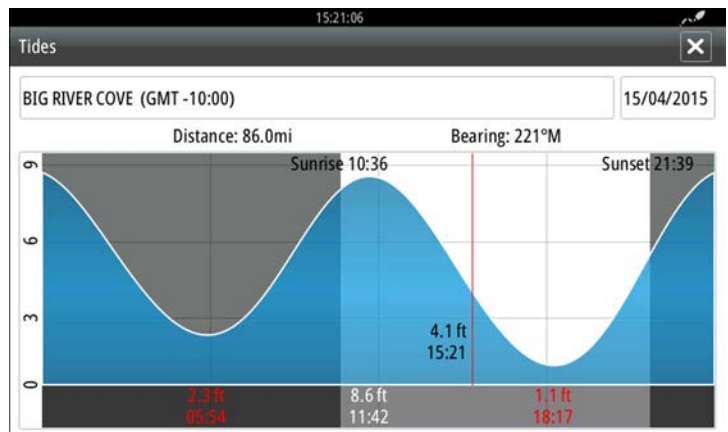 15:21:06
Tides
BIG RIVER COVE (GMT -10:00)
15/04/2015
Distance: 86.0mi
Bearing: 221°M
Sunrise 10:36
Sunset 21:39
9
6
3
0
4.1 ft
15:21
2.3 ft
05:54
8.6 ft
11:42
1.1 ft
18:17